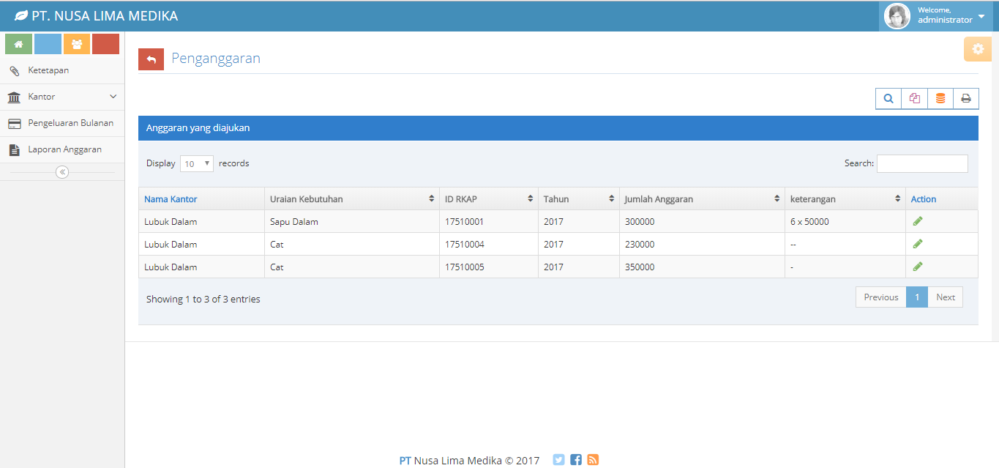 PT. NUSA LIMA MEDIKA
Welcome,
administrator
Ketetapan
Kantor
Pengeluaran Bulanan
Laporan Anggaran
Penganggaran
Anggaran yang diajukan
Display 10 records
Search:
Nama Kantor Uraian Kebutuhan ID RKAP Tahun Jumlah Anggaran keterangan Action
Lubuk Dalam Sapu Dalam 17510001 2017 300000 6 x 50000
Lubuk Dalam Cat 17510004 2017 230000 --
Lubuk Dalam Cat 17510005 2017 350000 -
Showing 1 to 3 of 3 entries
Previous 1 Next
PT Nusa Lima Medika © 2017